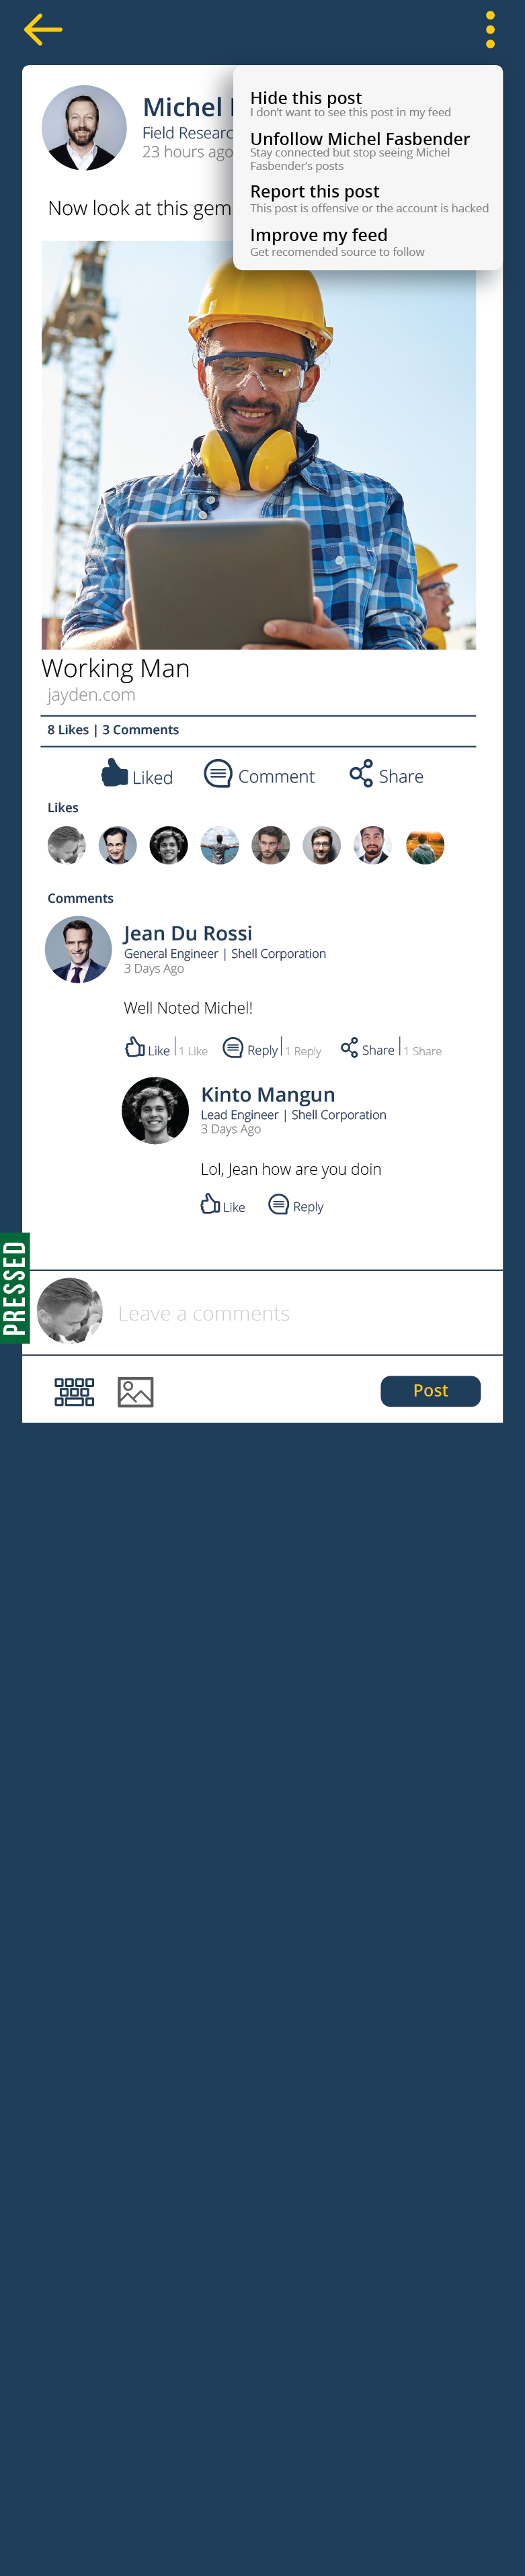 Michel
Field Researc
23 hours ago
Now look at this gem
Hide this post
I don't want to see this post in my feed
Unfollow Michel Fasbender
Stay connected but stop seeing Michel
Fasbender's posts
Report this post
This post is offensive or the account is hacked
Improve my feed
Get recomended source to follow
Working Man
jayden.com
8 Likes | 3 Comments
Liked Comment Share
Likes
Comments
Jean Du Rossi
General Engineer | Shell Corporation
3 Days Ago
Well Noted Michel!
Like 1 Like Reply 1 Reply Share 1 Share
Kinto Mangun
Lead Engineer | Shell Corporation
3 Days Ago
Lol, Jean how are you doin
Like Reply
PRESSED
Leave a comments
Post